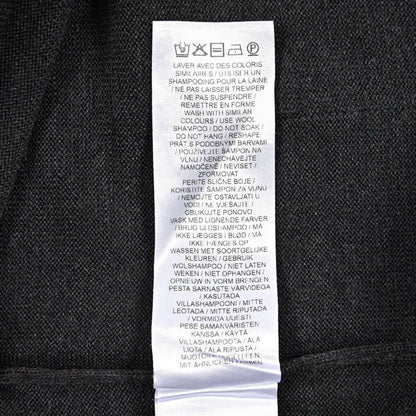 LAVER AVEC DES COLORIS
SIMILAIRES / UTILISER UN
SHAMPOOING DE LA LAINE
/ NE PAS LAISSER TREMPER
/ NE PAS SUSPENDRE /
REMETTRE EN FORME
WASH WITH SIMILAR
COLOURS / USE WOOL
SHAMPOO / DO NOT SOAK /
DO NOT HANG / RESHAPE
PRÁT S PODOBNÝMI BARVAMI
/ POUŽÍVEJTE ŠAMPON NA
VLNU / NENECHÁVEJTE
NAMOČENÉ / NEVISET /
ZFORMOVAT
PERITE SLIČNE BOJE /
KORISTITE ŠAMPON ZA VUNU
/ NEMOJTE OSTAVLJATI U
VODI / NE VJEŠAJTE /
OBLIKUJTE PONOVO
VASK MED LIGNENDE FARVER
/ BRUG ULDSHAMPOO / MÅ
IKKE LÆGGES I BLØD / MÅ
IKKE HÆNGES OP
WASSEN MET SOORTGELIJKE
KLEUREN / GEBRUIK
WOLSHAMPOO / NIET LATEN
WEKEN / NIET OPHANGEN /
OPNIEUW IN VORM BRENGEN
PESTA SARNASTE VÄRVIDEGA
/ KASUTADA
VILLASHAMPOONI / MITTE
LEOTADA / MITTE RIPUTADA
/ VORMIDA UUESTI
PESE SAMANVÄRISTEN
KANSSA / KÄYTÄ
VILLASHAMPOOTA / ÄLÄ
LIOTA / ÄLÄ RIPUSTA /
MUOTOILE
MIT ÄHNLICHEN FARBEN